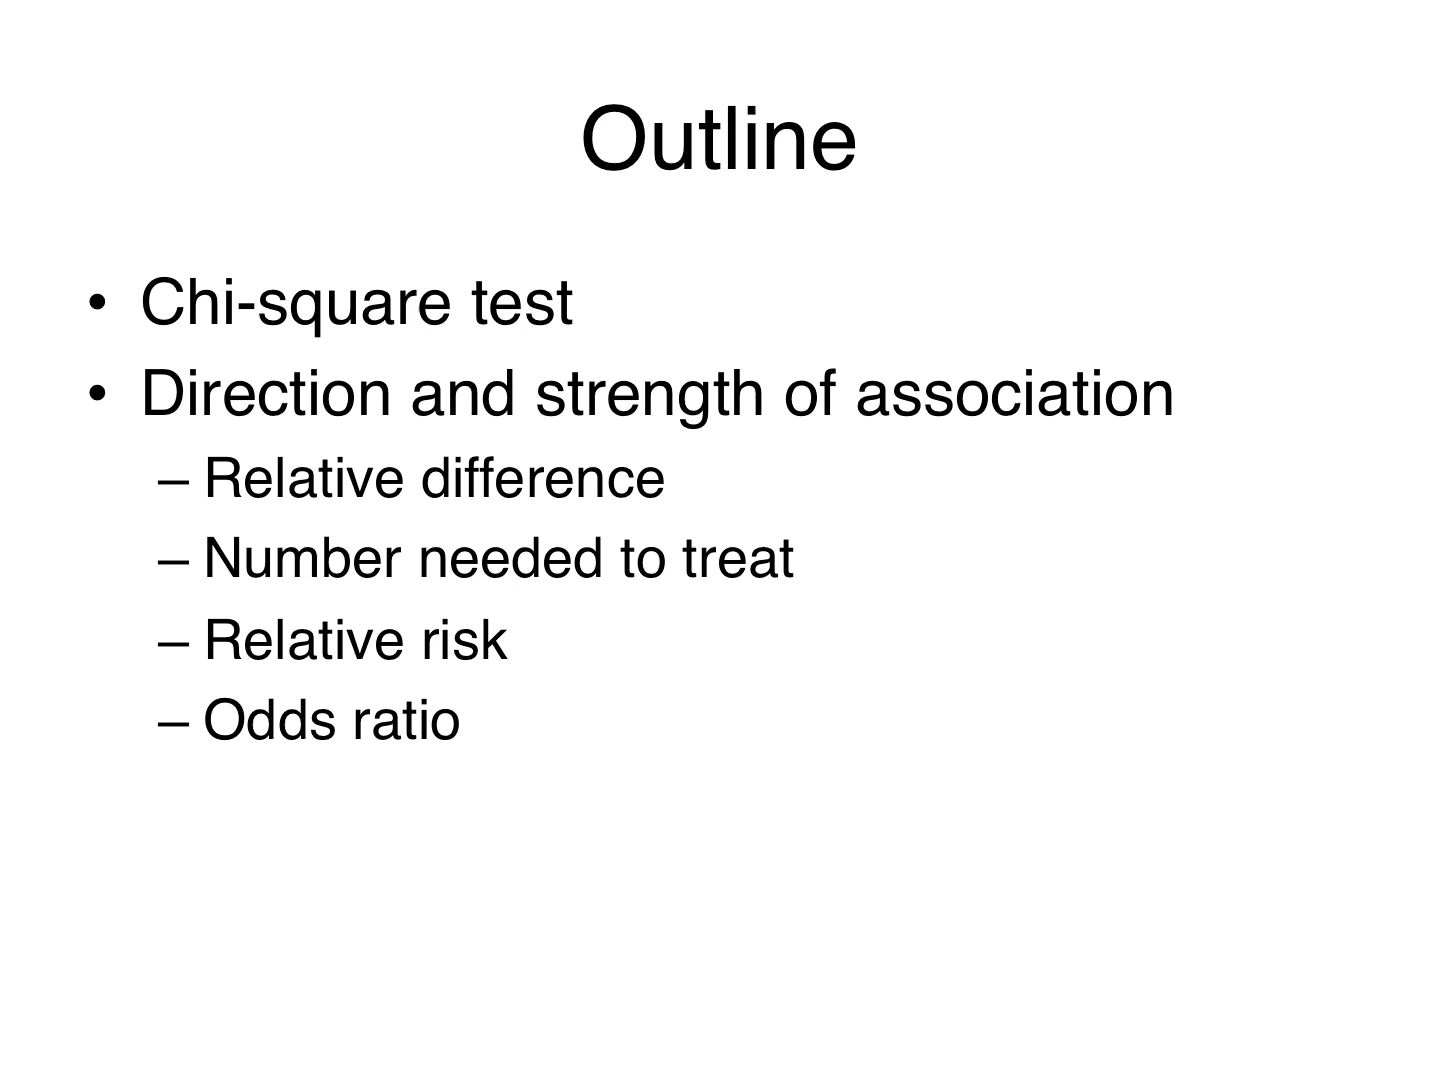 Outline
• Chi-square test
• Direction and strength of association
– Relative difference
– Number needed to treat
– Relative risk
– Odds ratio